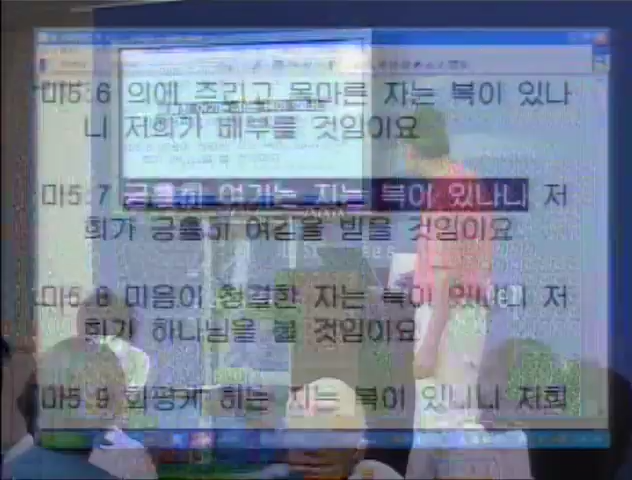 마5:6 의에 주리고 목마른 자는 복이 있나
니 저희가 배부를 것임이요
마5:7 긍휼히 여기는 자는 복이 있나니 저
희가 긍휼히 여김을 받을 것임이요
마5:8 마음이 청결한 자는 복이 있나니 저
희가 하나님을 볼 것임이요
마5:9 화평케 하는 자는 복이 있나니 저희